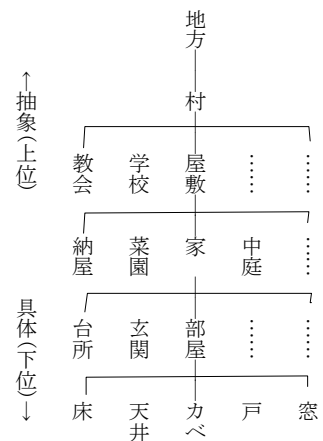 地方
村
教会 学校 屋敷 …… ……
納屋 菜園 家 中庭 ……
台所 玄関 部屋 …… ……
床 天井 カベ 戸 窓
←抽象(上位)
具体(下位)→